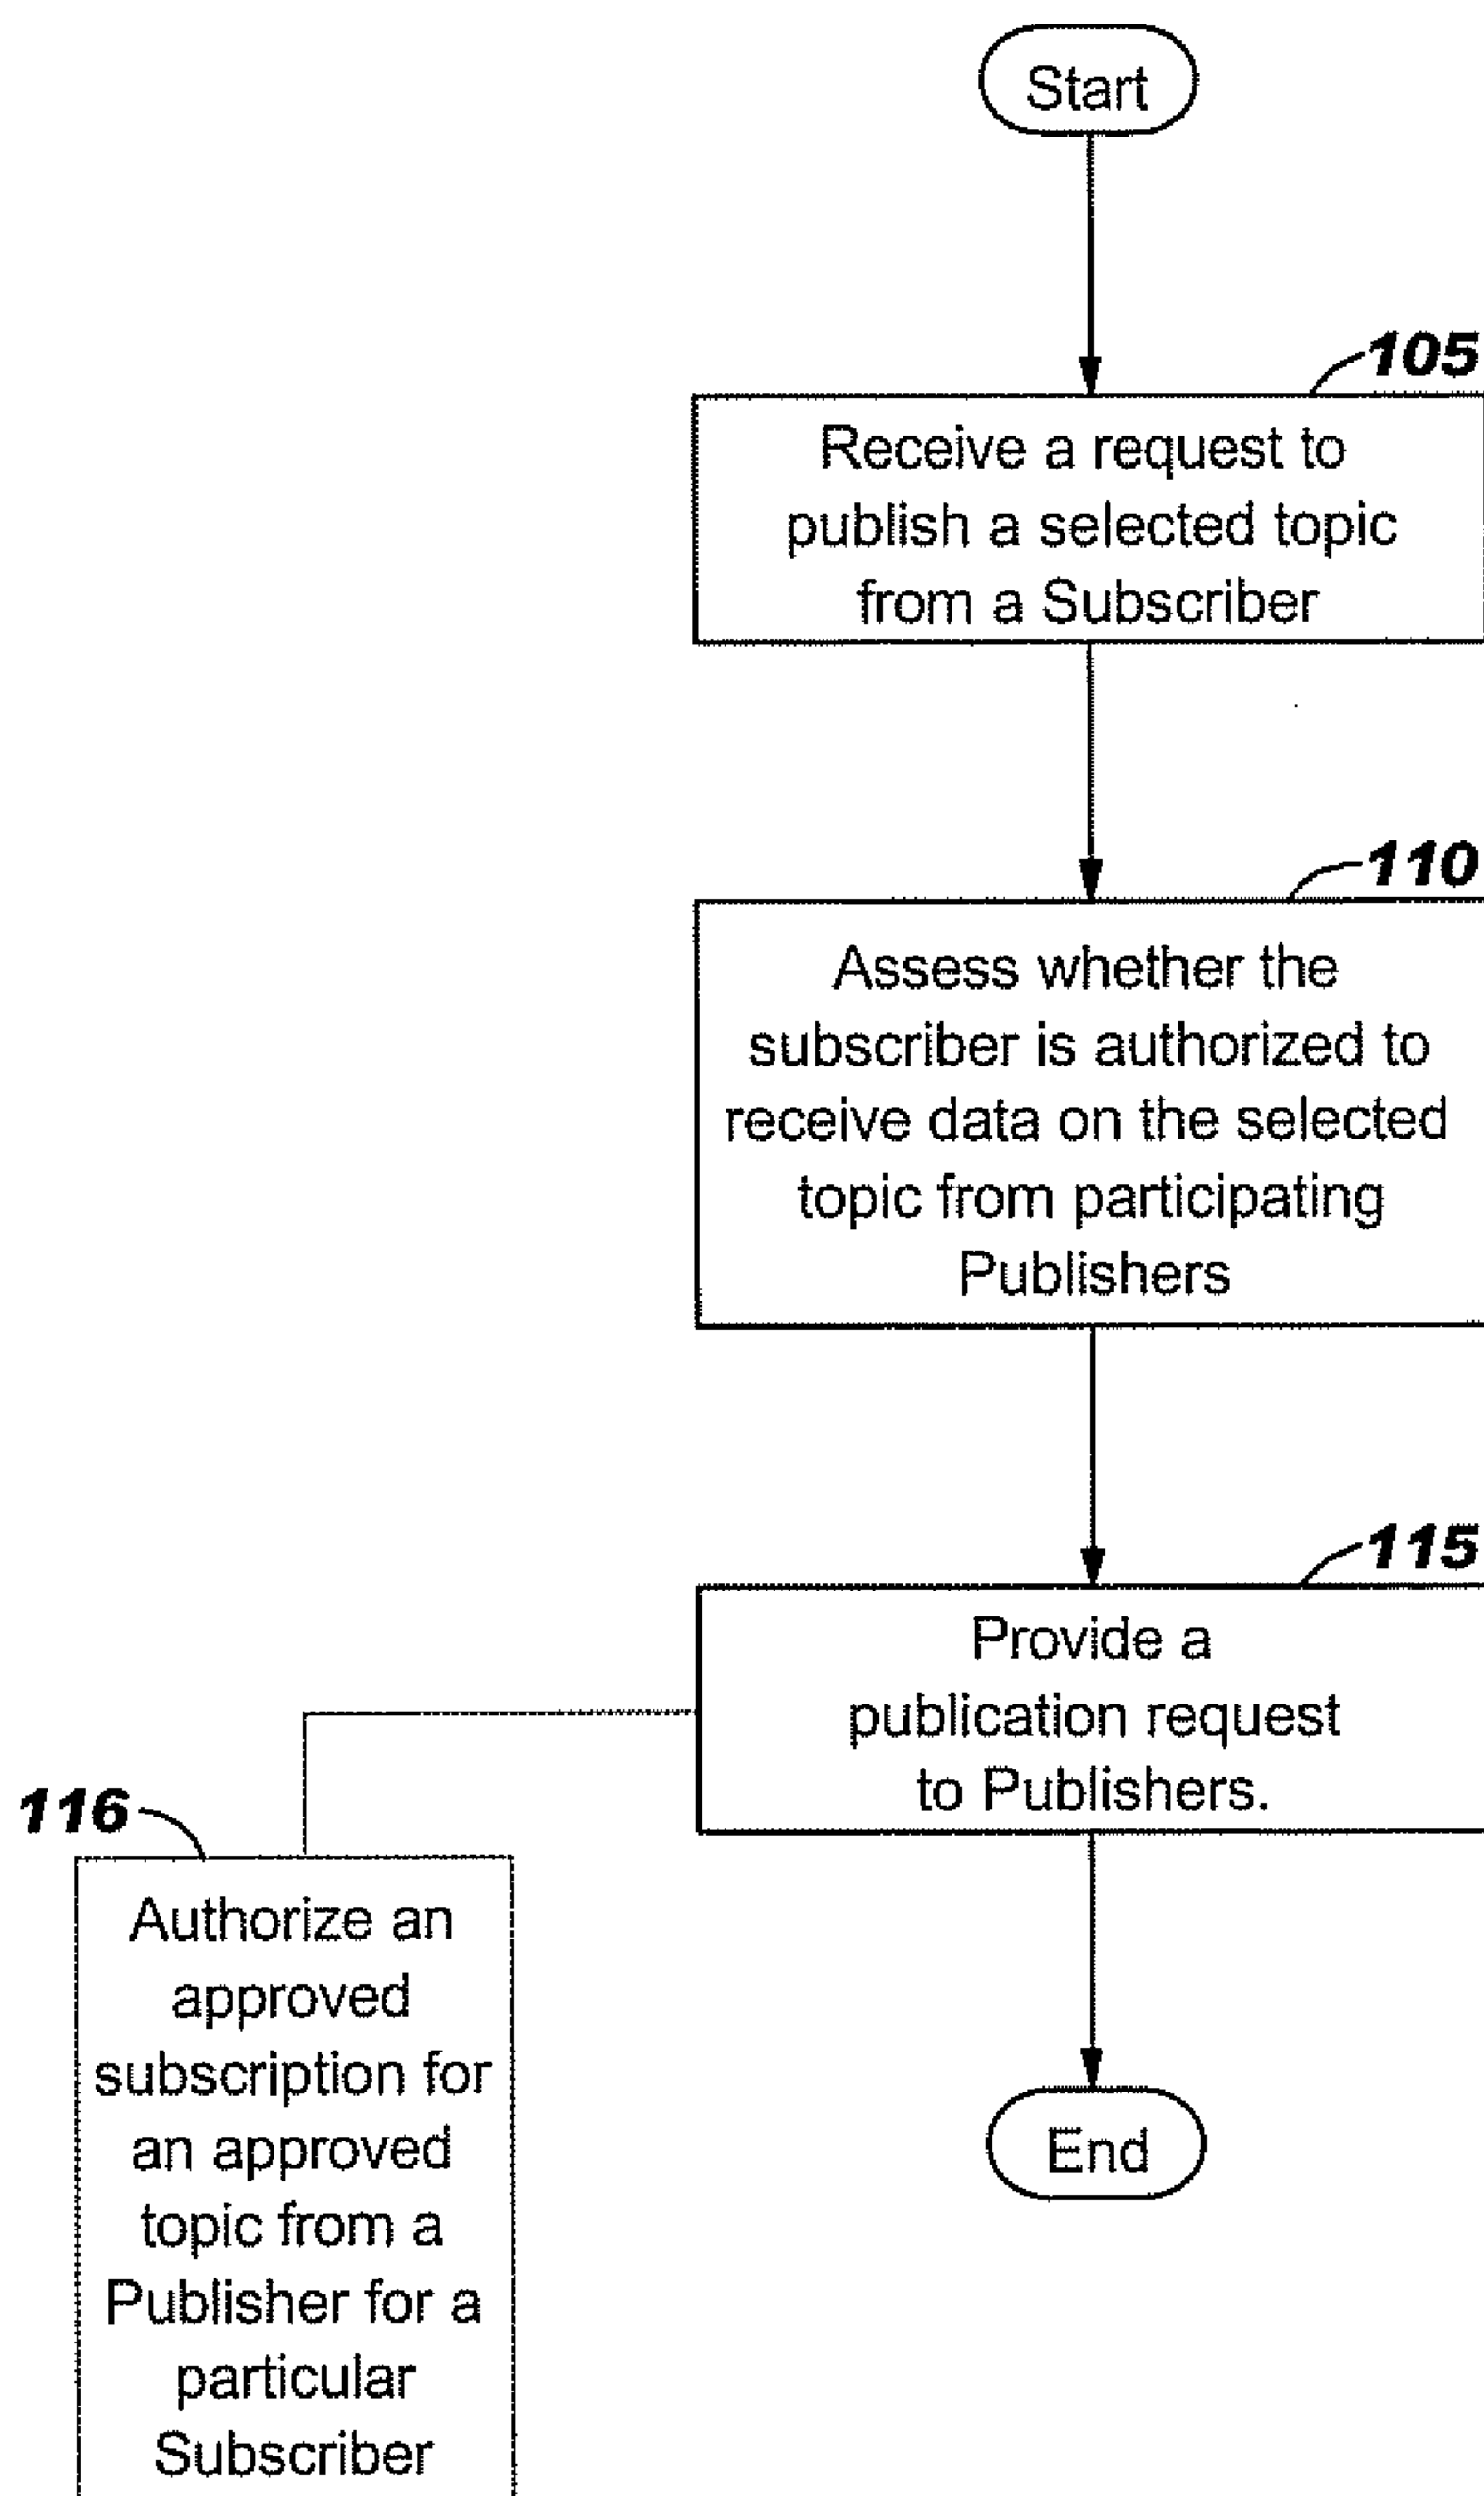 Start
105
Receive a request to
publish a selected topic
from a Subscriber
110
Assess whether the
subscriber is authorized to
receive data on the selected
topic from participating
Publishers
115
Provide a
publication request
to Publishers.
116
Authorize an
approved
subscription for
an approved
topic from a
Publisher for a
particular
Subscriber
End